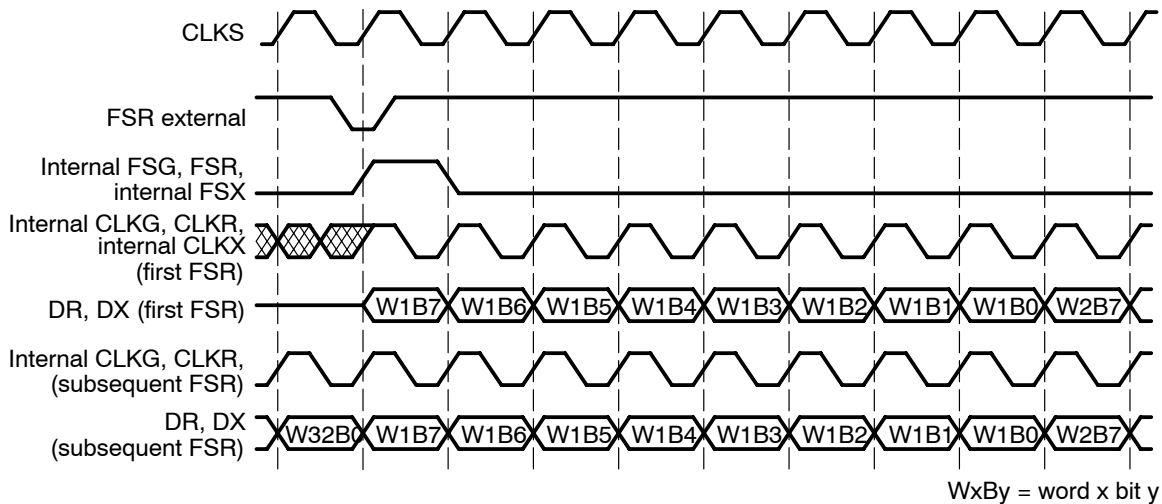 CLKS
FSR external
Internal FSG, FSR,
internal FSX
Internal CLKG, CLKR,
internal CLKX
(first FSR)
DR, DX (first FSR)
W1B7 W1B6 W1B5 W1B4 W1B3 W1B2 W1B1 W1B0 W2B7
Internal CLKG, CLKR,
(subsequent FSR)
DR, DX
(subsequent FSR)
W32B0 W1B7 W1B6 W1B5 W1B4 W1B3 W1B2 W1B1 W1B0 W2B7
WxBy = word x bit y